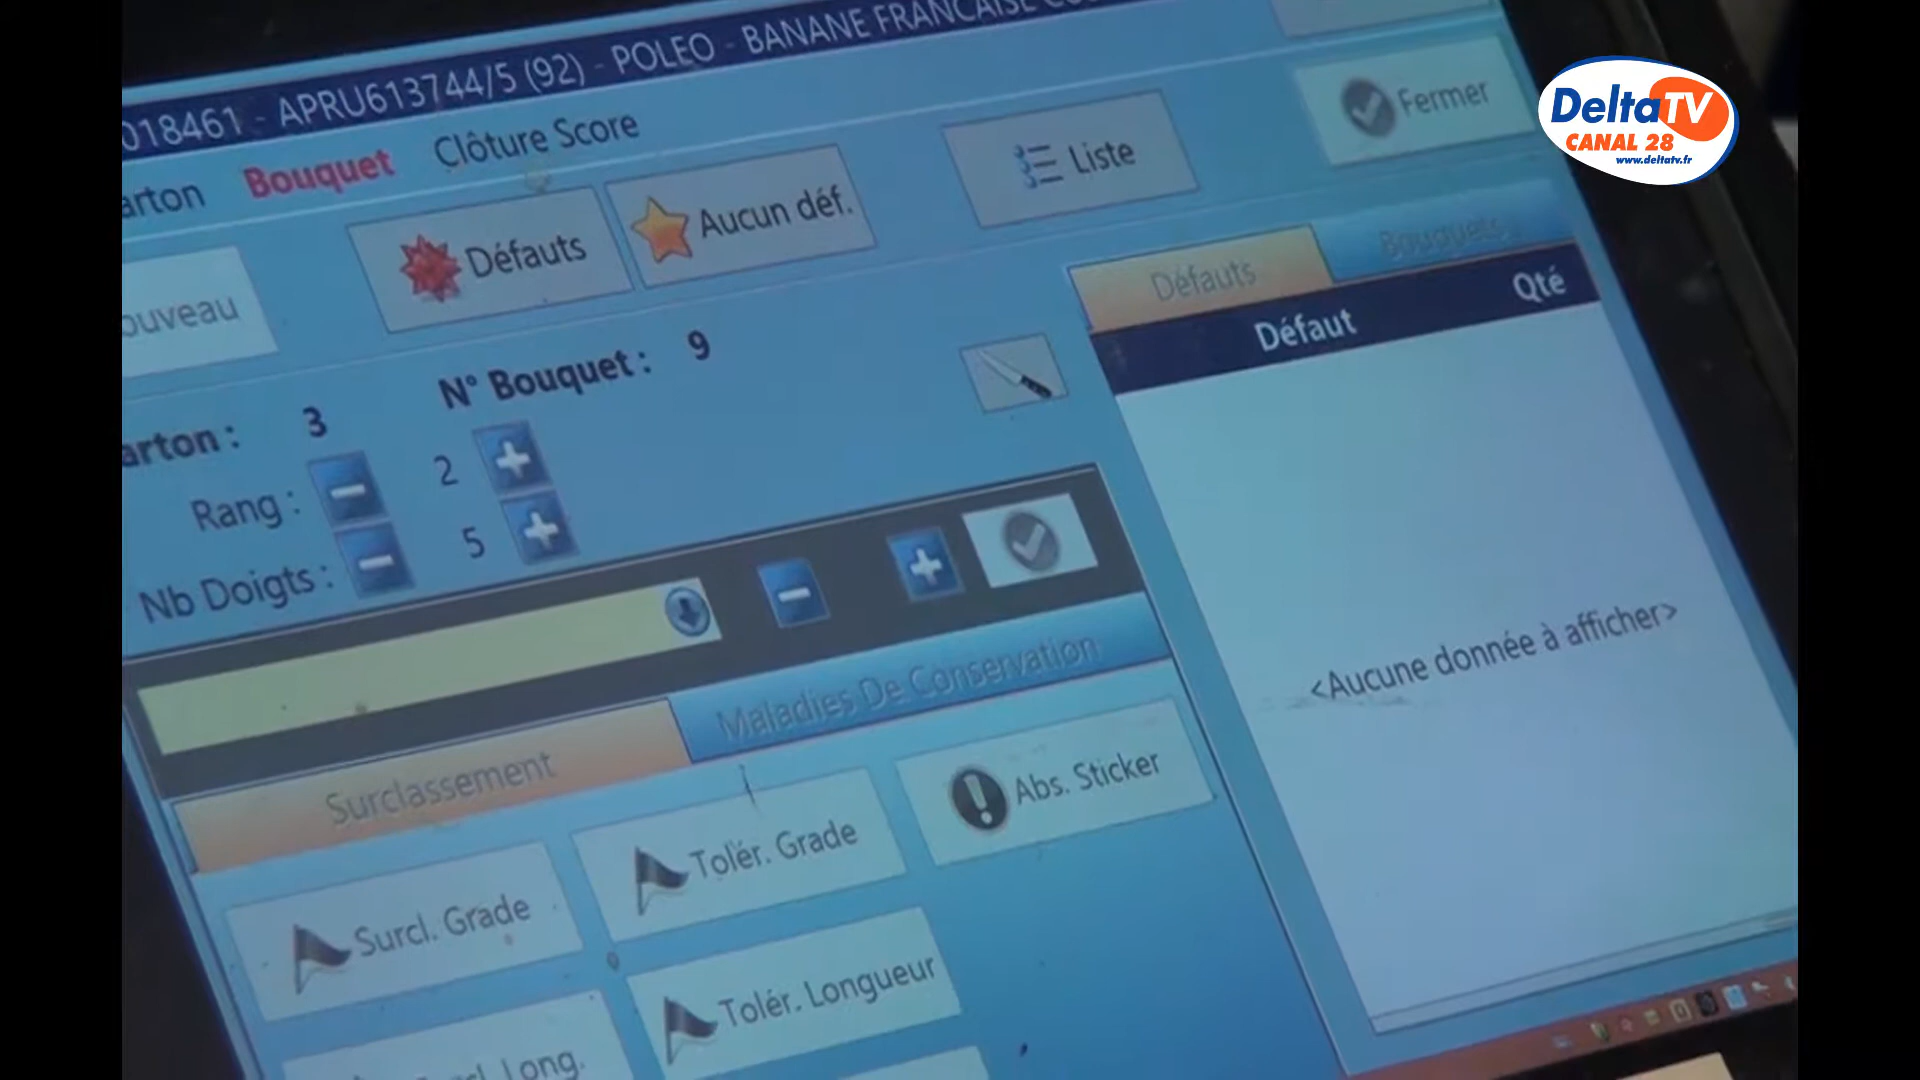 018461 - APRU613744/5 (92) - POLEO - BANANE FRANCAISE
arton Bouquet Clôture Score
Fermer
ouveau Défauts Aucun déf. Liste
Défauts Bouquets
Défaut Qté
arton : 3 N° Bouquet : 9
Rang : 2
Nb Doigts : 5
<Aucune donnée à afficher>
Surclassement Maladies De Conservation
Surcl. Grade Tolér. Grade Abs. Sticker
Tolér. Longueur
Long.
DeltaTV
CANAL 28
www.deltatv.fr